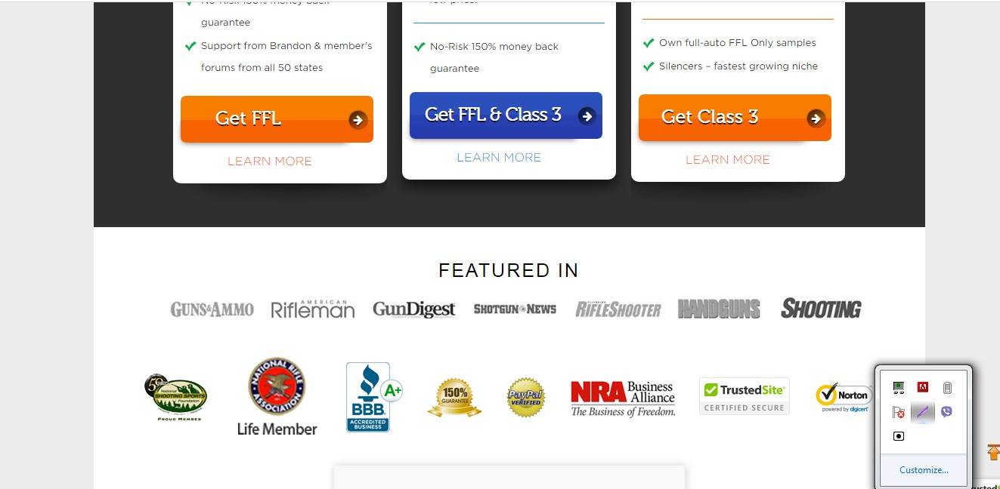 guarantee
Support from Brandon & member's
forums from all 50 states
Get FFL
LEARN MORE
No-Risk 150% money back
guarantee
Get FFL & Class 3
LEARN MORE
Own full-auto FFL Only samples
Silencers – fastest growing niche
Get Class 3
LEARN MORE
FEATURED IN
GUNS&AMMO
AMERICAN
Rifleman
GunDigest
SHOTGUN NEWS
RIFLESHOOTER
HANDGUNS
SHOOTING
National
SHOOTING SPORTS
Foundation
PROUD MEMBER
NATIONAL RIFLE
ASSOCIATION
Life Member
A+
BBB.
ACCREDITED
BUSINESS
150%
GUARANTEE
PayPal
VERIFIED
NRA Business
Alliance
The Business of Freedom.
TrustedSite
CERTIFIED SECURE
Norton
powered by digicert
Customize...